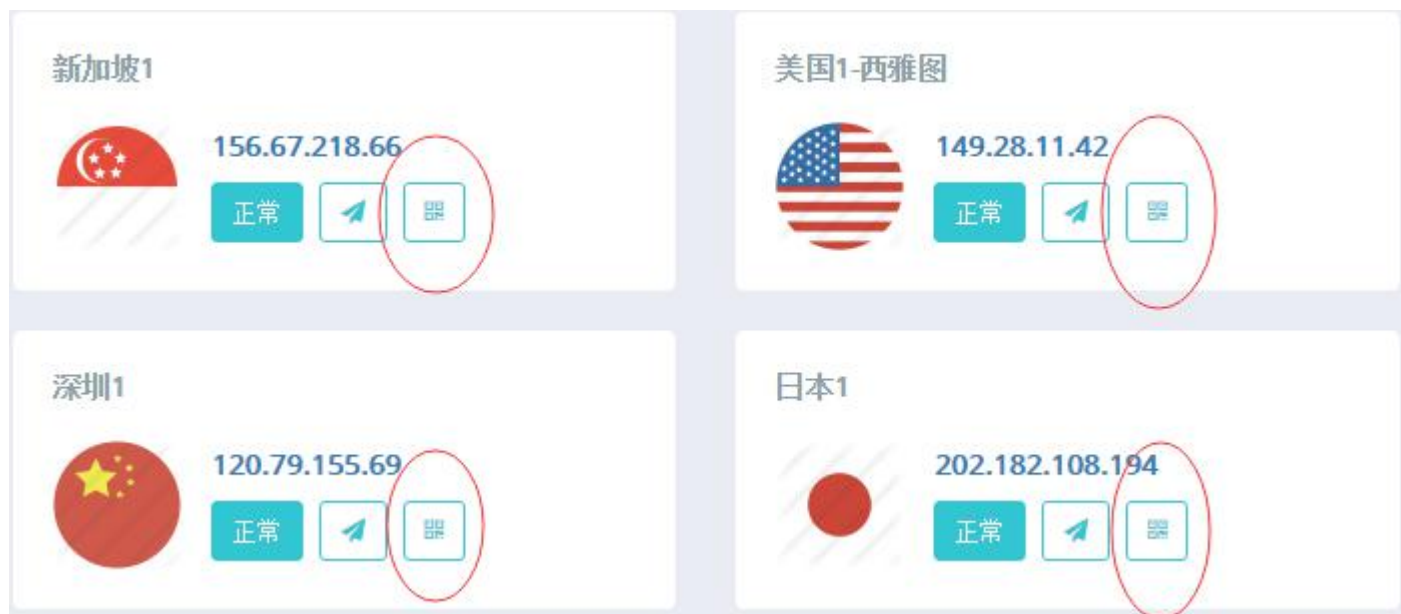 新加坡1
156.67.218.66
正常
美国1-西雅图
149.28.11.42
正常
深圳1
120.79.155.69
正常
日本1
202.182.108.194
正常